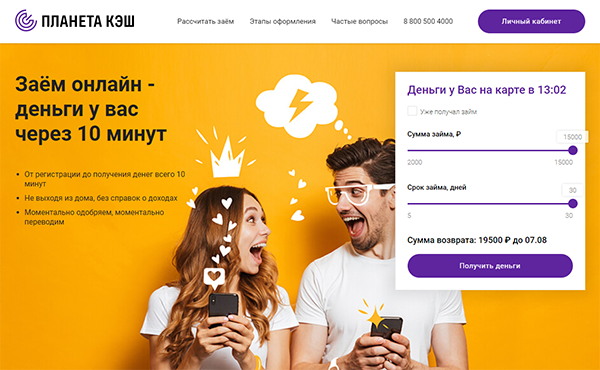 ПЛАНЕТА КЭШ
Рассчитать заём
Этапы оформления
Частые вопросы
8 800 500 4000
Личный кабинет
Заём онлайн -
деньги у вас
через 10 минут
От регистрации до получения денег всего 10
минут
Не выходя из дома, без справок о доходах
Моментально одобряем, моментально
переводим
Деньги у Вас на карте в 13:02
Уже получал займ
Сумма займа, ₽
15000
2000
15000
Срок займа, дней
30
5
30
Сумма возврата: 19500 ₽ до 07.08
Получить деньги